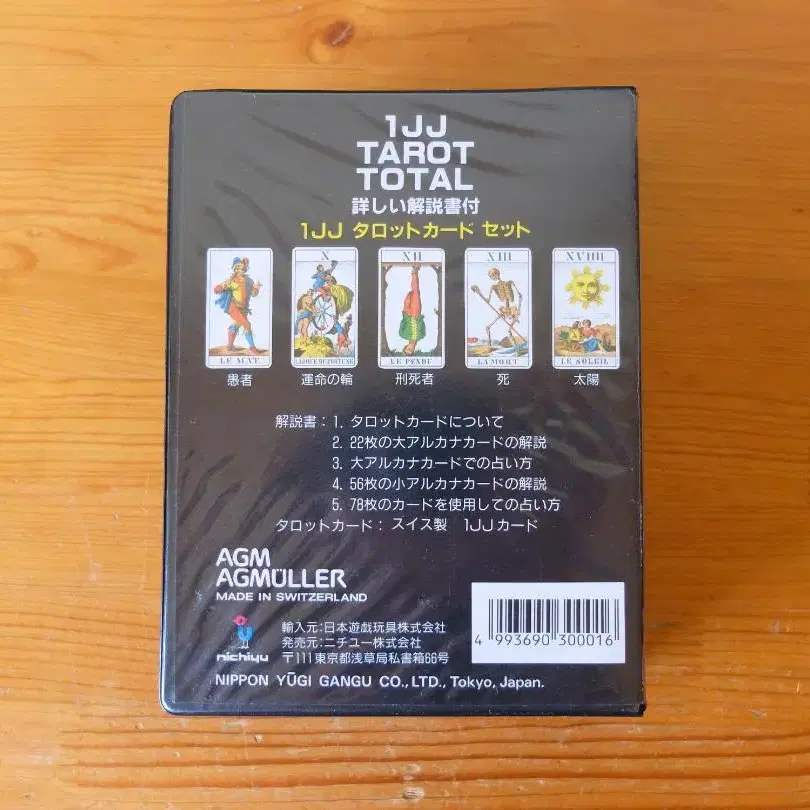 1JJ
TAROT
TOTAL
詳しい解説書付
1JJ タロットカード セット
X XII XIII XVIIII
LE MAT LA ROUE DE FORTUNE LE PENDU LA MORT LE SOLEIL
愚者 運命の輪 刑死者 死 太陽
解説書：1. タロットカードについて
2. 22枚の大アルカナカードの解説
3. 大アルカナカードでの占い方
4. 56枚の小アルカナカードの解説
5. 78枚のカードを使用しての占い方
タロットカード：スイス製 1JJカード
AGM
AGMÜLLER
MADE IN SWITZERLAND
nichiyu
輸入元:日本遊戯玩具株式会社
発売元:ニチユー株式会社
〒111東京都浅草局私書箱66号
NIPPON YŪGI GANGU CO., LTD., Tokyo, Japan.
4 993690 300016